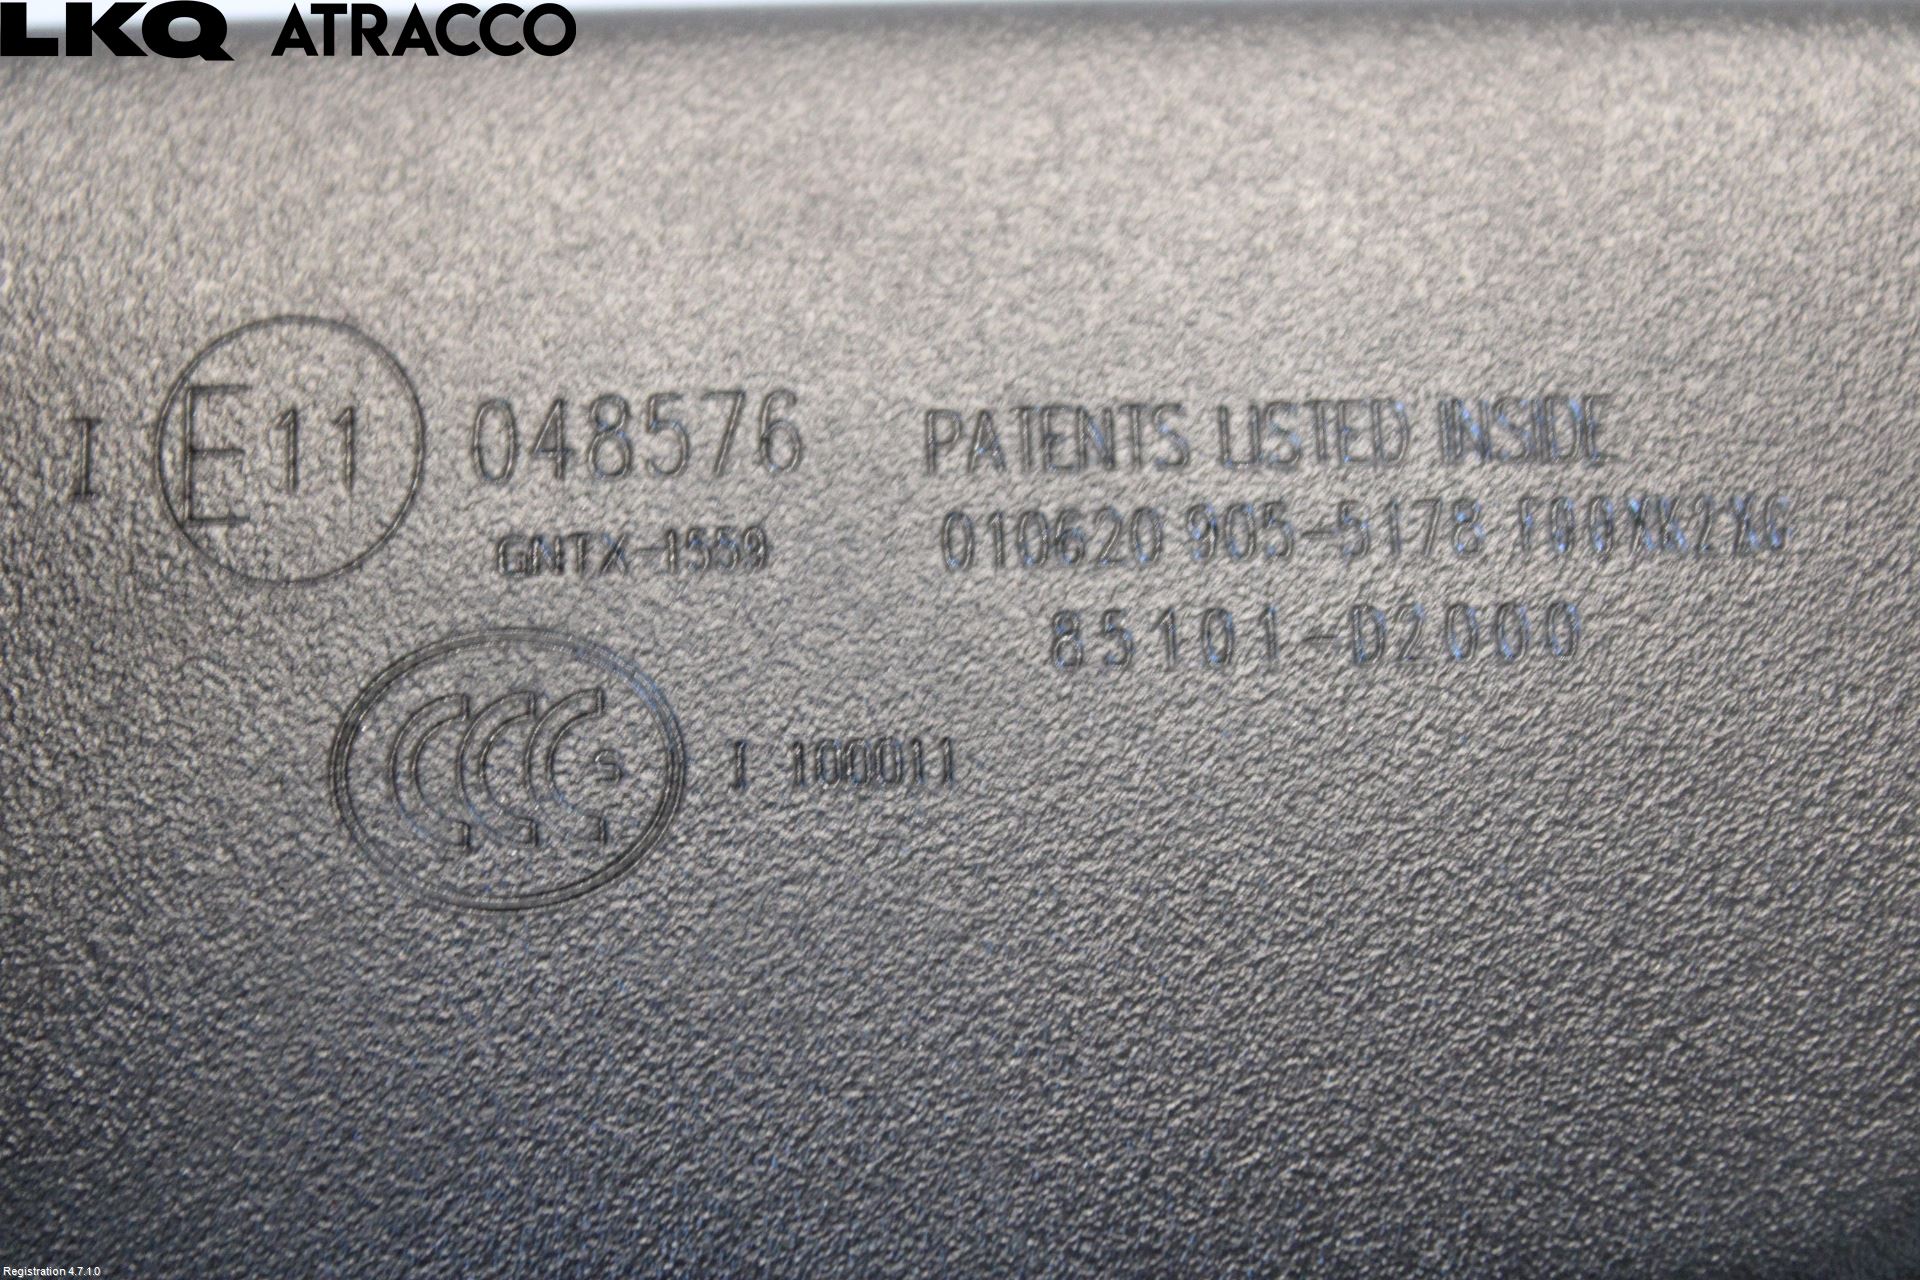 LKQ ATRACCO
I E11 048576
GNTX-1559
PATENTS LISTED INSIDE
010620 905-5178
85101-D2000
CCC S I 100011
Registration 4.7.1.0